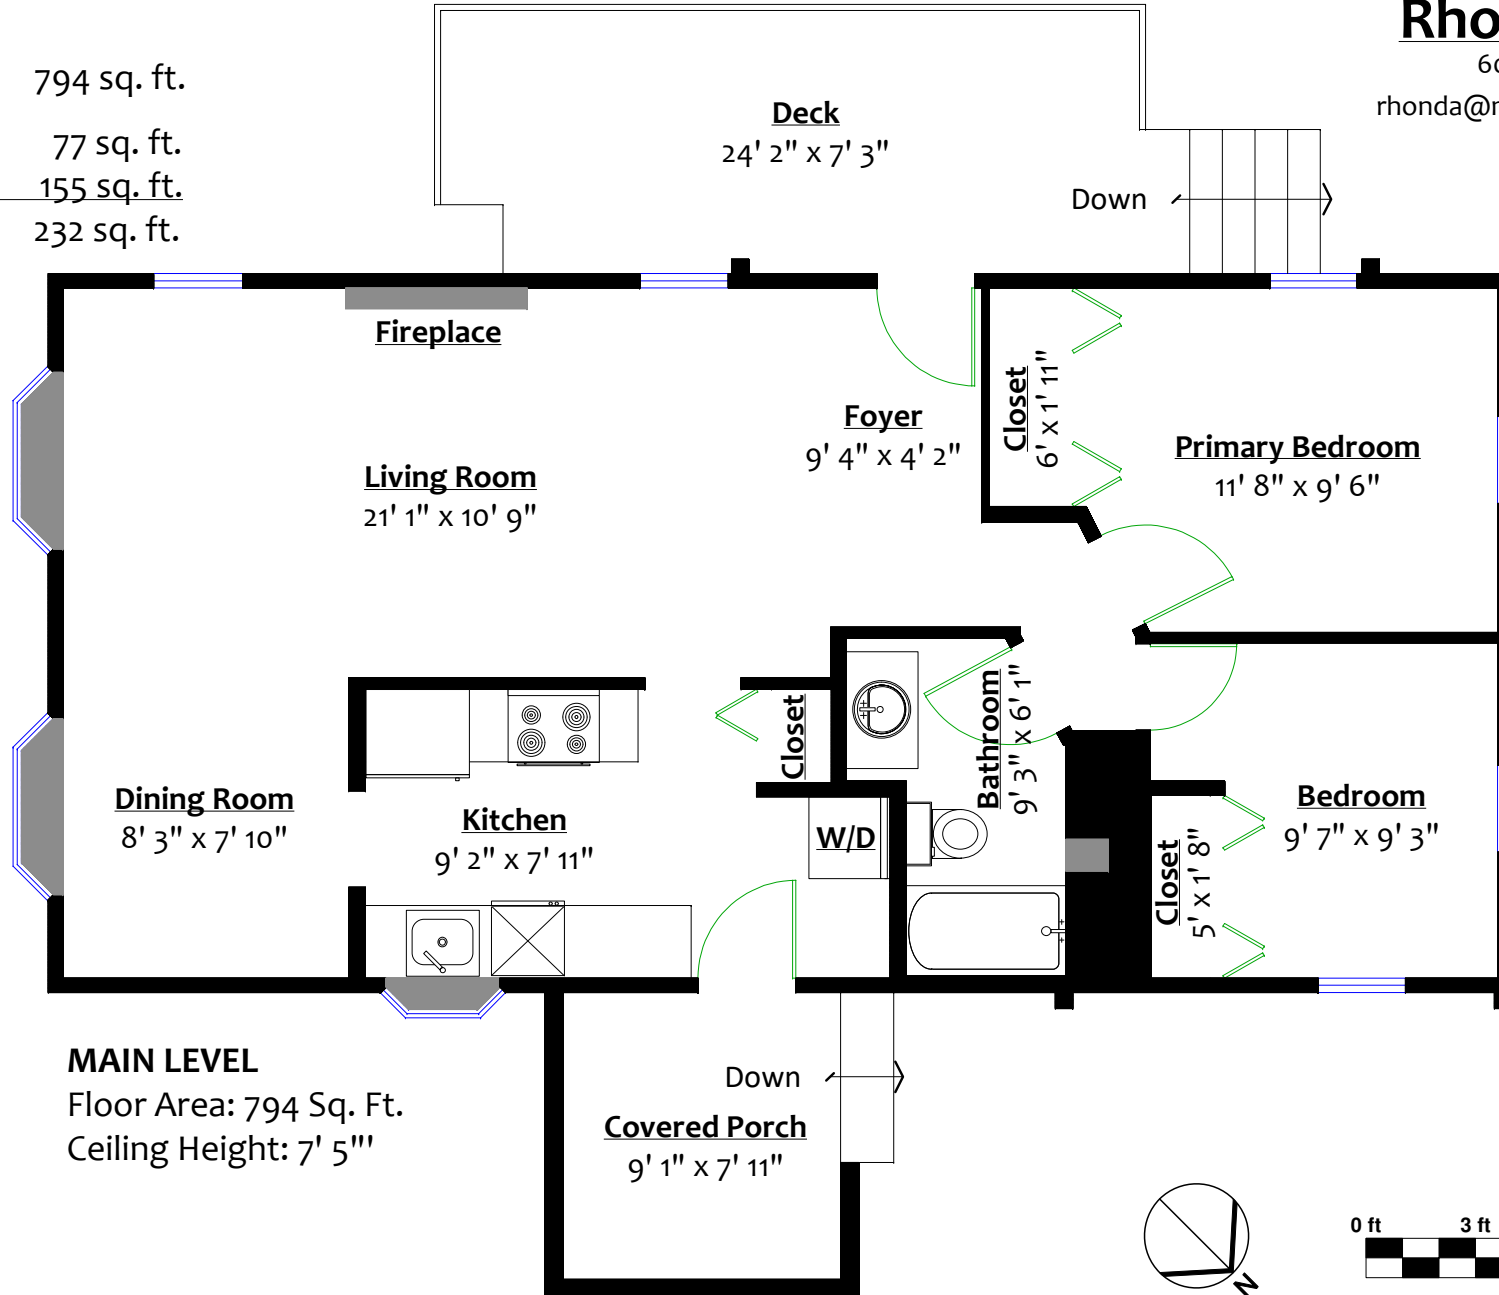 794 sq. ft.
77 sq. ft.
155 sq. ft.
232 sq. ft.
Rho
rhonda@
Deck
24' 2" x 7' 3"
Down
Fireplace
Foyer
9' 4" x 4' 2"
Closet
6' x 1' 11"
Primary Bedroom
11' 8" x 9' 6"
Living Room
21' 1" x 10' 9"
Closet
Bathroom
9' 3" x 6' 1"
Dining Room
8' 3" x 7' 10"
Kitchen
9' 2" x 7' 11"
W/D
Closet
5' x 1' 8"
Bedroom
9' 7" x 9' 3"
MAIN LEVEL
Floor Area: 794 Sq. Ft.
Ceiling Height: 7' 5"'
Down
Covered Porch
9' 1" x 7' 11"
N
0 ft 3 ft